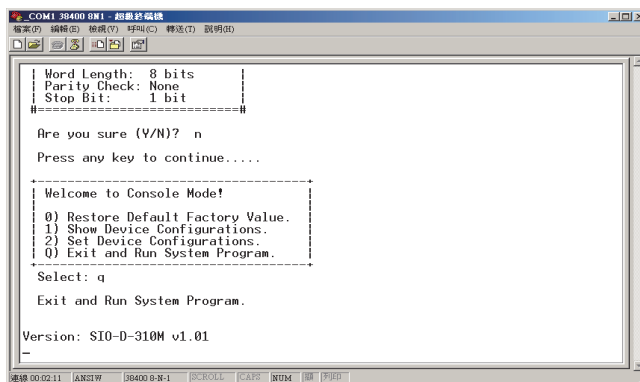 _COM1 38400 8N1 - 超級終端機
檔案(F) 編輯(E) 檢視(V) 呼叫(C) 轉送(T) 說明(H)
| Word Length:  8 bits      |
| Parity Check: None        |
| Stop Bit:     1 bit       |
#==========================#
Are you sure (Y/N)?  n
Press any key to continue.....
+-----------------------------------+
| Welcome to Console Mode!          |
| 0) Restore Default Factory Value. |
| 1) Show Device Configurations.    |
| 2) Set Device Configurations.     |
| Q) Exit and Run System Program.   |
+-----------------------------------+
Select: q
Exit and Run System Program.
Version: SIO-D-310M v1.01
_
連線 00:02:11 ANSIW 38400 8-N-1 SCROLL CAPS NUM 擷 列印